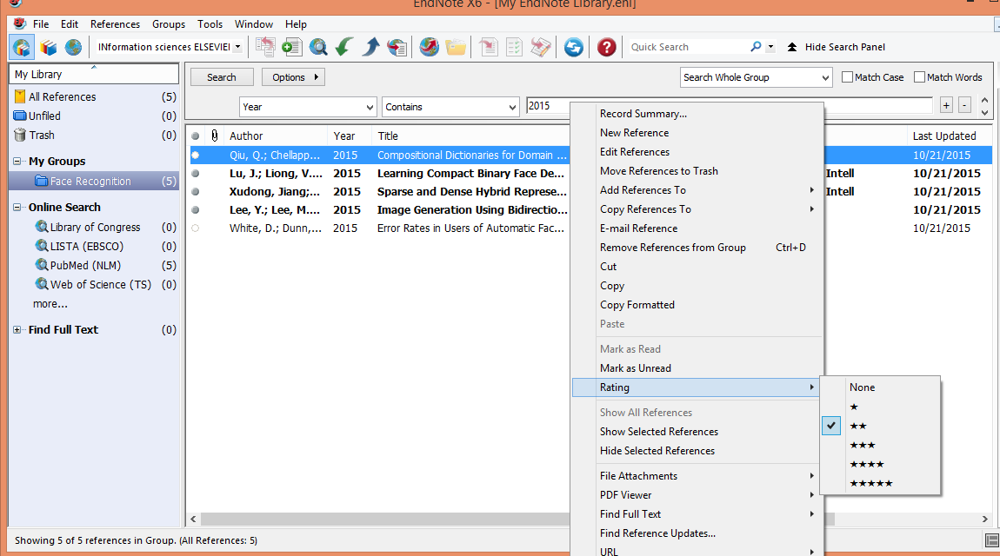 EndNote X6 - [My EndNote Library.enl]
File Edit References Groups Tools Window Help
INformation sciences ELSEVIEI Quick Search Hide Search Panel
My Library
All References (5)
Unfiled (0)
Trash (0)
My Groups
Face Recognition (5)
Online Search
Library of Congress (0)
LISTA (EBSCO) (0)
PubMed (NLM) (5)
Web of Science (TS) (0)
more...
Find Full Text (0)
Search Options Search Whole Group Match Case Match Words
Year Contains 2015 + -
Author Year Title Last Updated
Qiu, Q.; Chellapp... 2015 Compositional Dictionaries for Domain ... 10/21/2015
Lu, J.; Liong, V.... 2015 Learning Compact Binary Face De... Intell 10/21/2015
Xudong, Jiang;... 2015 Sparse and Dense Hybrid Represe... Intell 10/21/2015
Lee, Y.; Lee, M.... 2015 Image Generation Using Bidirectio... 10/21/2015
White, D.; Dunn,... 2015 Error Rates in Users of Automatic Fac... 10/21/2015
Record Summary...
New Reference
Edit References
Move References to Trash
Add References To
Copy References To
E-mail Reference
Remove References from Group Ctrl+D
Cut
Copy
Copy Formatted
Paste
Mark as Read
Mark as Unread
Rating
Show All References
Show Selected References
Hide Selected References
File Attachments
PDF Viewer
Find Full Text
Find Reference Updates...
URL
None
★
★★
★★★
★★★★
★★★★★
Showing 5 of 5 references in Group. (All References: 5)